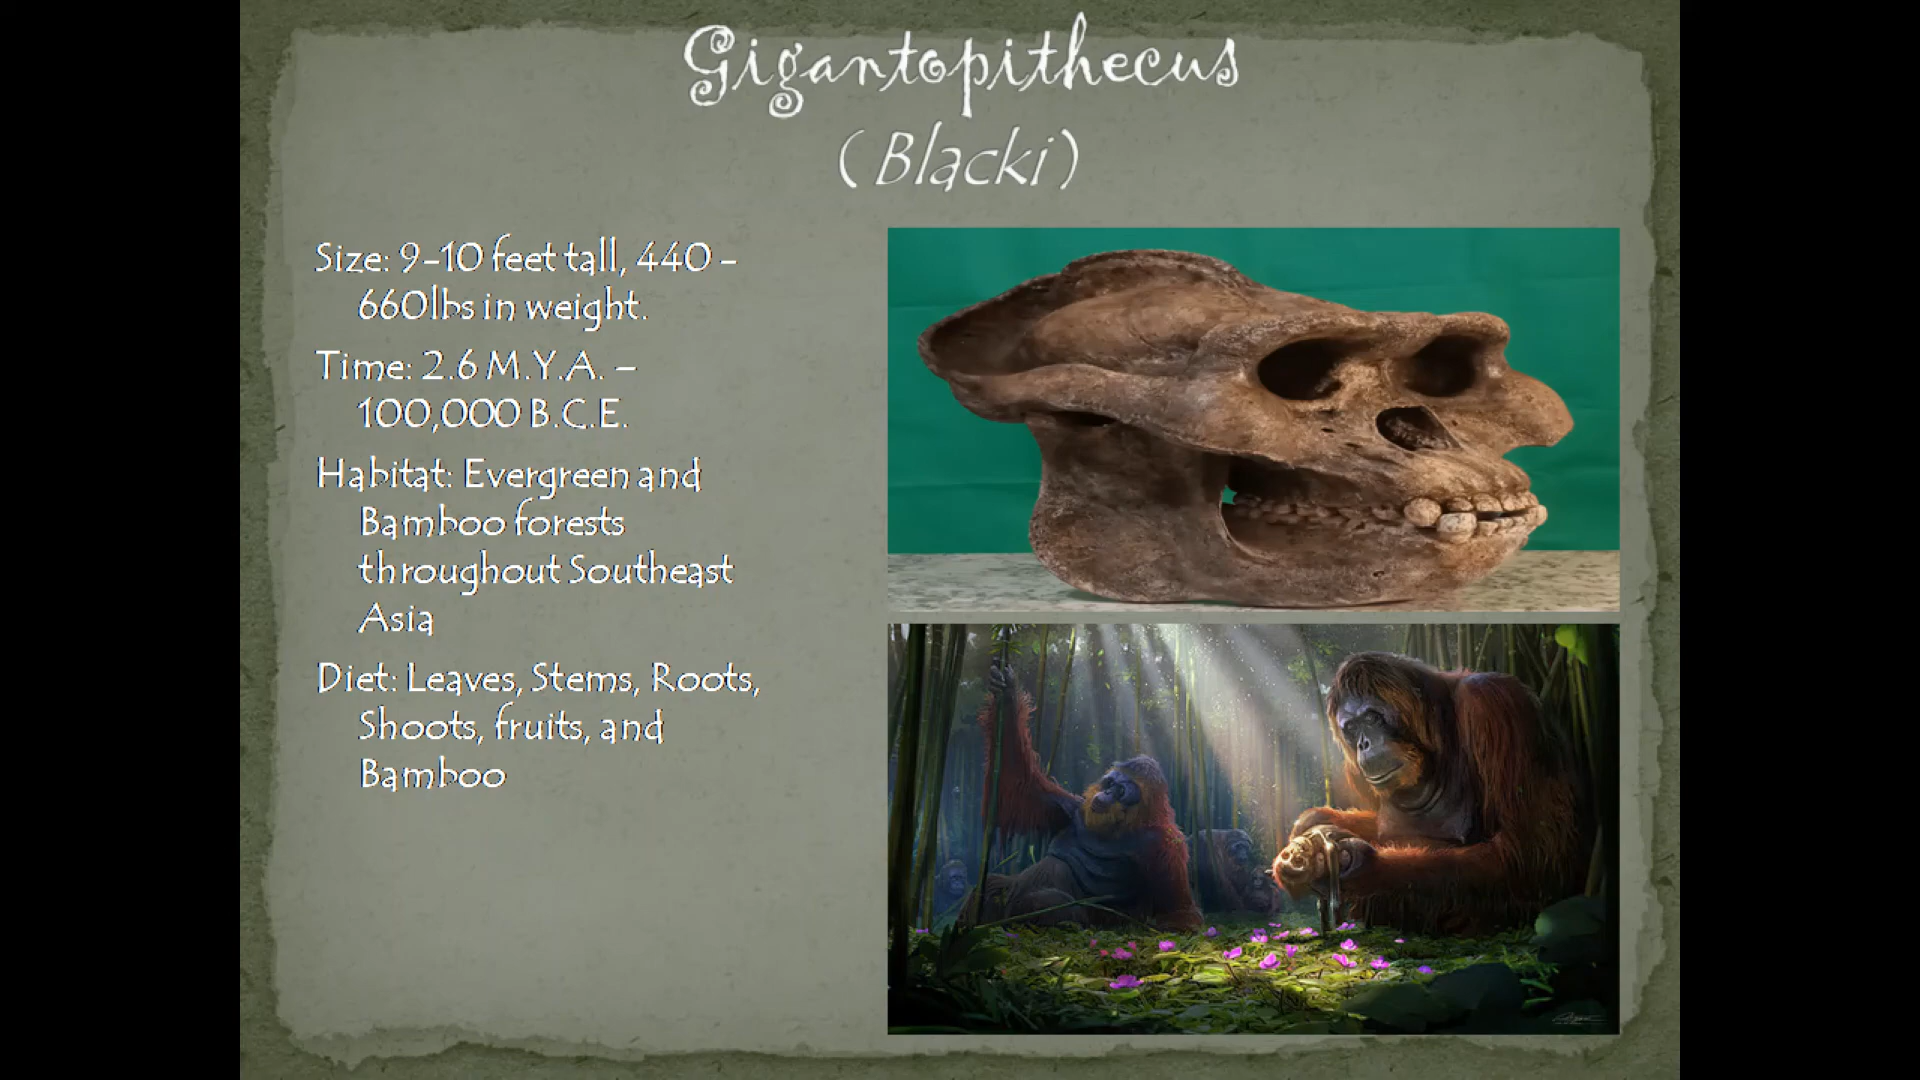 Gigantopithecus
(Blacki)
Size: 9-10 feet tall, 440 -
660lbs in weight.
Time: 2.6 M.Y.A. –
100,000 B.C.E.
Habitat: Evergreen and
Bamboo forests
throughout Southeast
Asia
Diet: Leaves, Stems, Roots,
Shoots, fruits, and
Bamboo